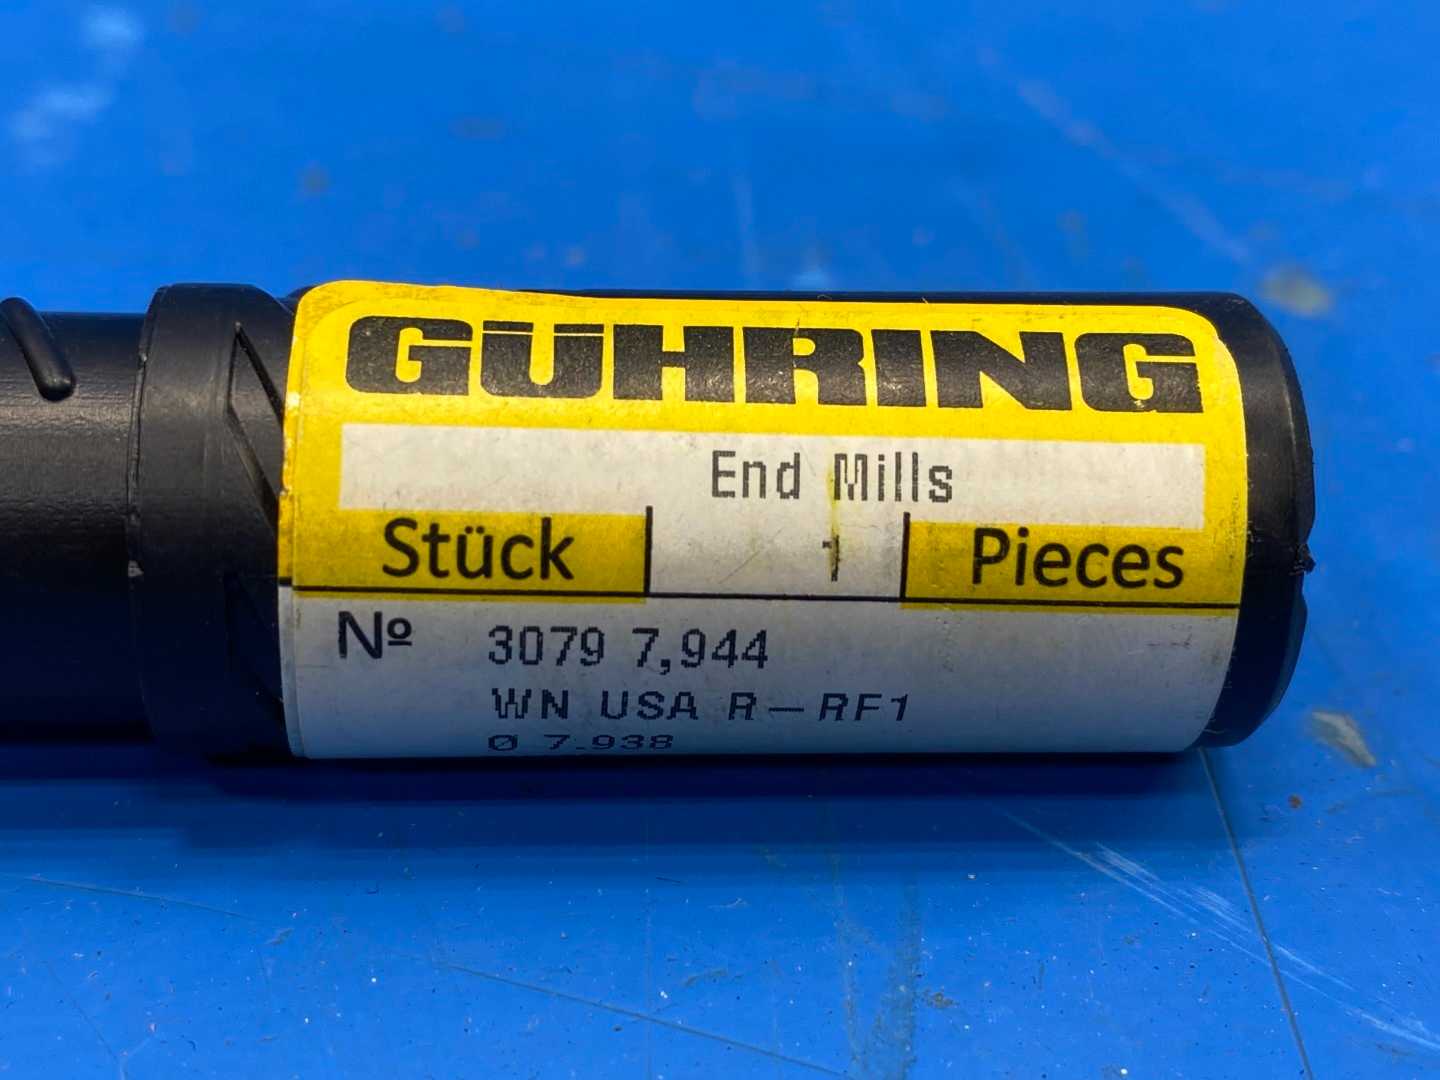 GÜHRING
End Mills
Stück 1 Pieces
Nº 3079 7,944
WN USA R-RF1
Ø 7.938